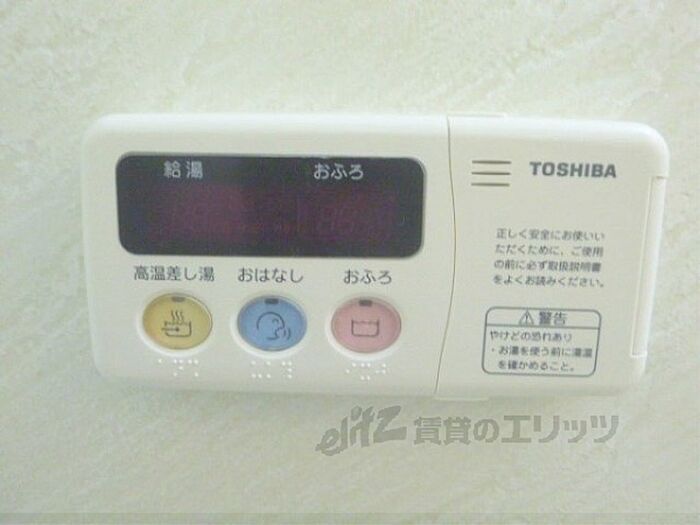 給湯 おふろ
TOSHIBA
高温差し湯 おはなし おふろ
正しく安全にお使いい
ただくために、ご使用
の前に必ず取扱説明書
をよくお読みください。
⚠警告
やけどの恐れあり
・お湯を使う前に湯温
を確かめること。
elitz 賃貸のエリッツ